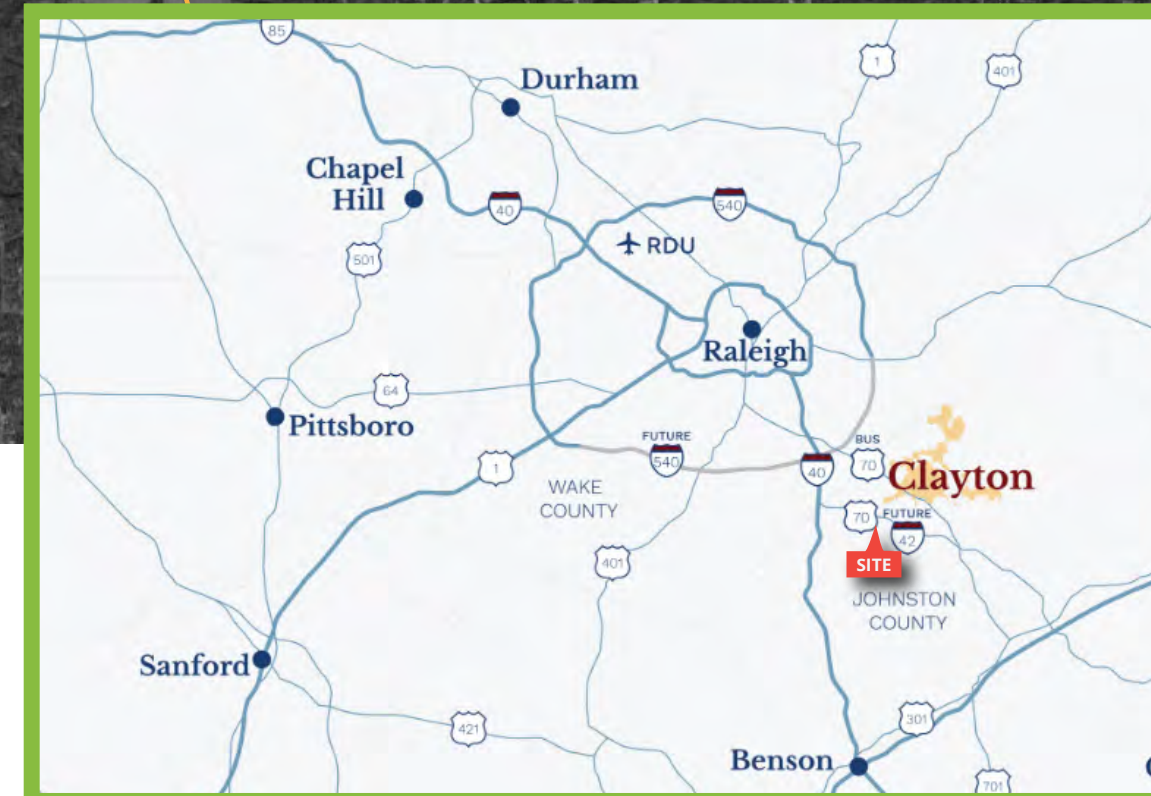 85
1
401
Durham
Chapel
Hill
40
540
RDU
501
Raleigh
64
Pittsboro
FUTURE
540
BUS
70
40
1
Clayton
WAKE
COUNTY
70
FUTURE
42
SITE
401
JOHNSTON
COUNTY
Sanford
421
301
Benson
701